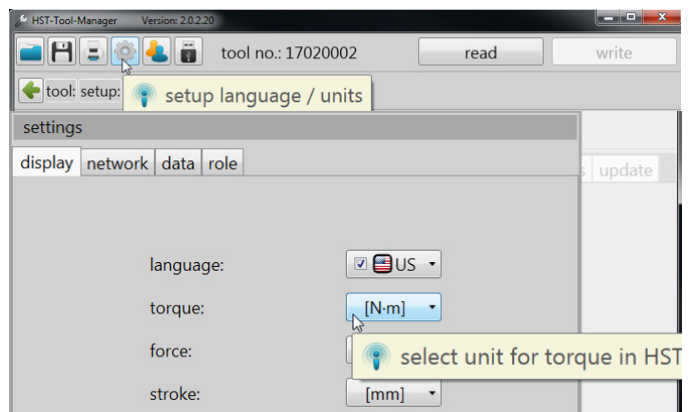 HST-Tool-Manager Version: 2.0.2.20
tool no.: 17020002 read write
tool: setup: setup language / units
settings
display network data role update
language: US
torque: [N·m]
force: select unit for torque in HST
stroke: [mm]